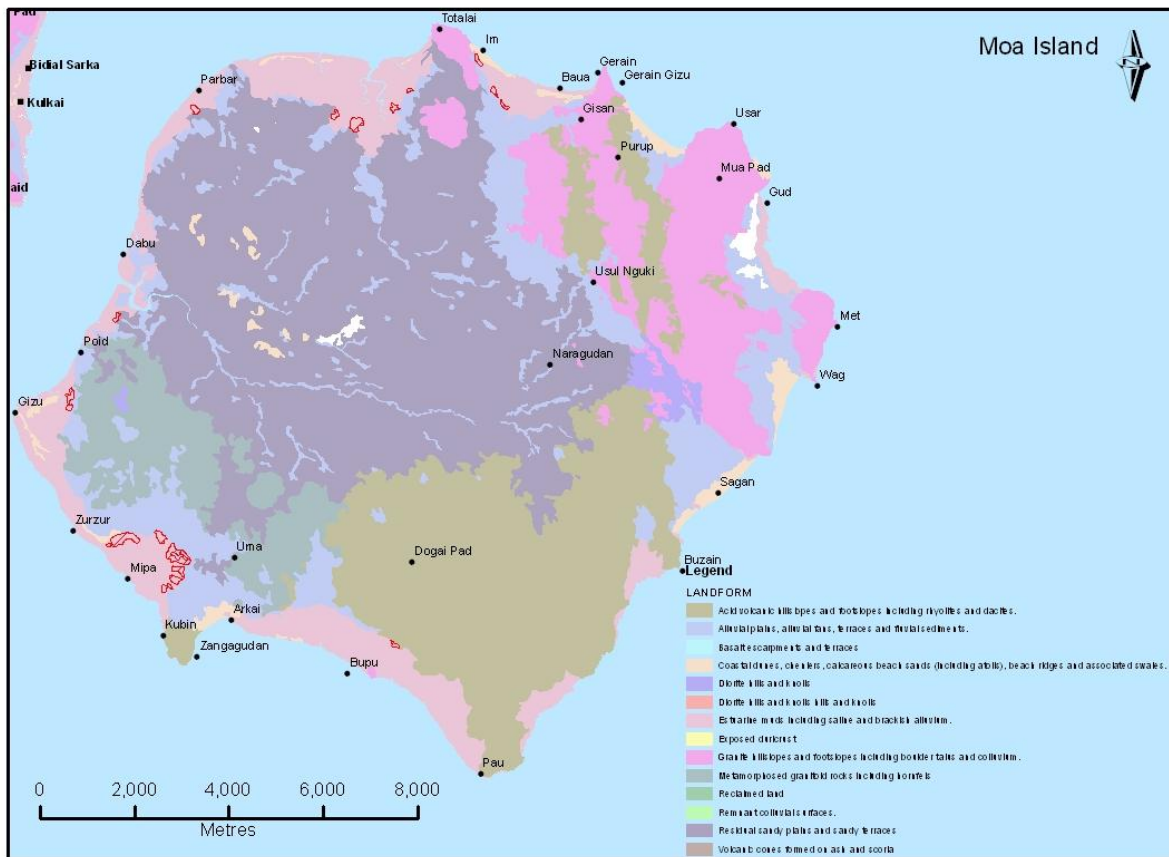 Moa Island
N
Pad
Bidial Sarka
Kulkai
aid
Totalai
Im
Baua
Gerain
Gerain Gizu
Parbar
Gisan
Usar
Purup
Mua Pad
Gud
Dabu
Usul Nguki
Met
Poid
Naragudan
Wag
Gizu
Sagan
Zurzur
Uma
Dogai Pad
Mipa
Buzain
Arkai
Kubin
Zangagudan
Bupu
Pau
0 2,000 4,000 6,000 8,000
Metres
Legend
LANDFORM
Acid volcanic hillslopes and footslopes including rhyolites and dacites.
Alluvial plains, alluvial fans, terraces and fluvial sediments.
Basalt escarpments and terraces
Coastal dunes, cheniers, calcareous beach sands (including atolls), beach ridges and associated swales.
Diorite hills and knolls
Diorite hills and knolls hills and knolls
Estuarine muds including saline and brackish alluvium.
Exposed duricrust
Granite hillslopes and footslopes including boulder talus and colluvium.
Metamorphosed granitoid rocks including hornfels
Reclaimed land
Remnant colluvial surfaces.
Residual sandy plains and sandy terraces
Volcanic cones formed on ash and scoria